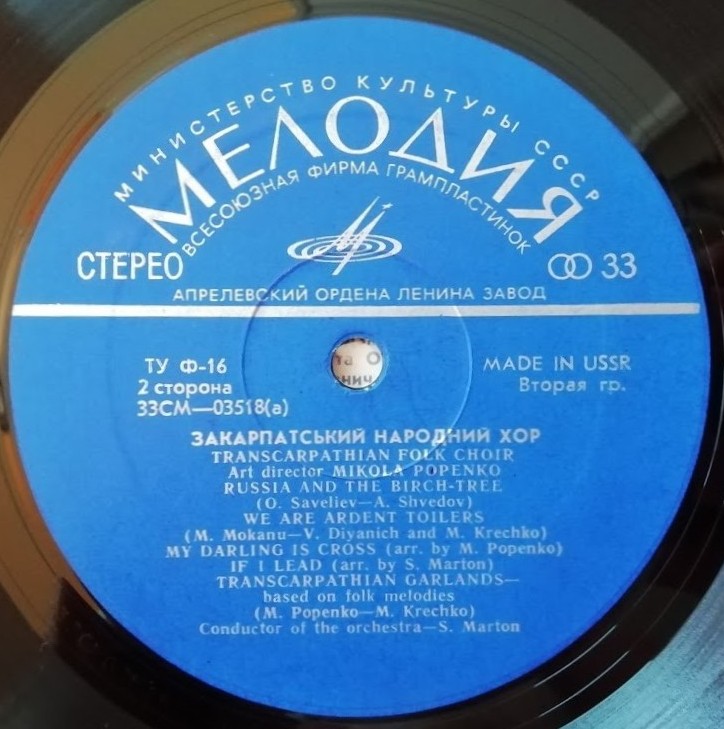 МИНИСТЕРСТВО КУЛЬТУРЫ СССР
МЕЛОДИЯ
ВСЕСОЮЗНАЯ ФИРМА ГРАМПЛАСТИНОК
СТЕРЕО
33
АПРЕЛЕВСКИЙ ОРДЕНА ЛЕНИНА ЗАВОД
ТУ Ф-16
MADE IN USSR
2 сторона
Вторая гр.
33СМ—03518(а)
ЗАКАРПАТСЬКИЙ НАРОДНИЙ ХОР
TRANSCARPATHIAN FOLK CHOIR
Art director MIKOLA POPENKO
RUSSIA AND THE BIRCH-TREE
(O. Saveliev—A. Shvedov)
WE ARE ARDENT TOILERS
(M. Mokanu—V. Diyanich and M. Krechko)
MY DARLING IS CROSS (arr. by M. Popenko)
IF I LEAD (arr. by S. Marton)
TRANSCARPATHIAN GARLANDS—
based on folk melodies
(M. Popenko—M. Krechko)
Conductor of the orchestra—S. Marton